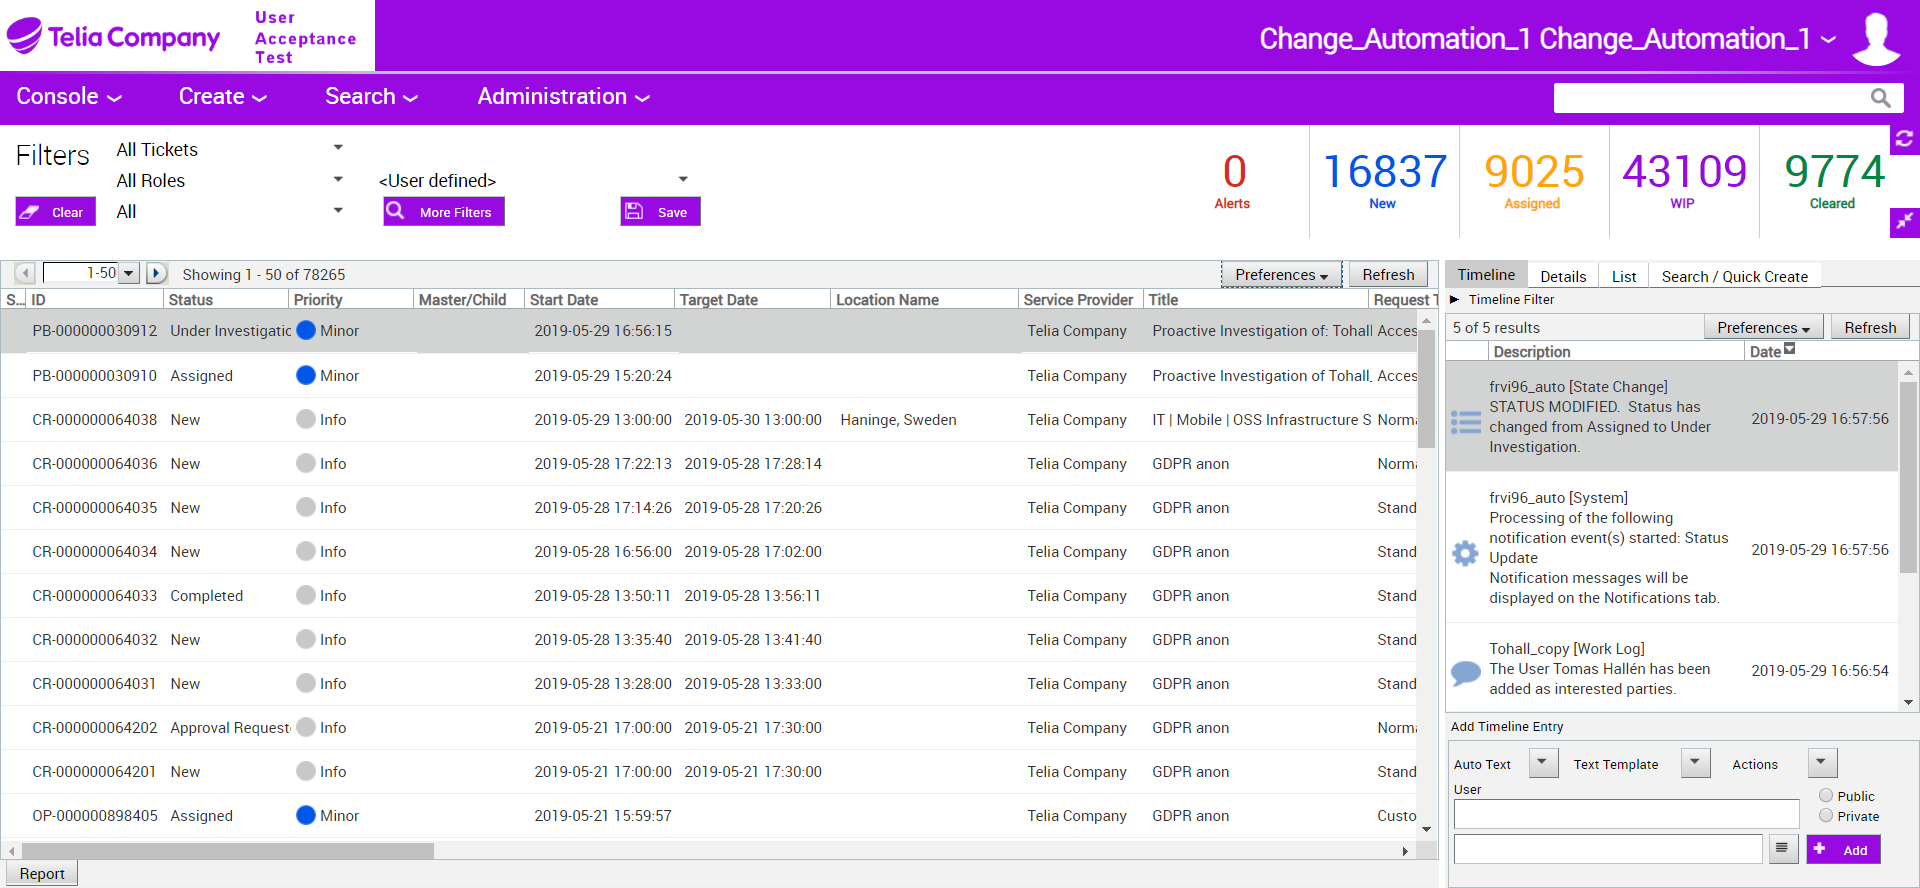 Telia Company
User
Acceptance
Test
Change_Automation_1 Change_Automation_1
Console Create Search Administration
Filters
All Tickets
All Roles
All
<User defined>
Clear
More Filters
Save
0
Alerts
16837
New
9025
Assigned
43109
WIP
9774
Cleared
1-50 Showing 1 - 50 of 78265 Preferences Refresh
S... ID Status Priority Master/Child Start Date Target Date Location Name Service Provider Title Request T
PB-000000030912 Under Investigatic Minor 2019-05-29 16:56:15 Telia Company Proactive Investigation of: Tohall Acces
PB-000000030910 Assigned Minor 2019-05-29 15:20:24 Telia Company Proactive Investigation of Tohall. Acces
CR-000000064038 New Info 2019-05-29 13:00:00 2019-05-30 13:00:00 Haninge, Sweden Telia Company IT | Mobile | OSS Infrastructure S Norma
CR-000000064036 New Info 2019-05-28 17:22:13 2019-05-28 17:28:14 Telia Company GDPR anon Norma
CR-000000064035 New Info 2019-05-28 17:14:26 2019-05-28 17:20:26 Telia Company GDPR anon Stand
CR-000000064034 New Info 2019-05-28 16:56:00 2019-05-28 17:02:00 Telia Company GDPR anon Stand
CR-000000064033 Completed Info 2019-05-28 13:50:11 2019-05-28 13:56:11 Telia Company GDPR anon Stand
CR-000000064032 New Info 2019-05-28 13:35:40 2019-05-28 13:41:40 Telia Company GDPR anon Stand
CR-000000064031 New Info 2019-05-28 13:28:00 2019-05-28 13:33:00 Telia Company GDPR anon Stand
CR-000000064202 Approval Request Info 2019-05-21 17:00:00 2019-05-21 17:30:00 Telia Company GDPR anon Norma
CR-000000064201 New Info 2019-05-21 17:00:00 2019-05-21 17:30:00 Telia Company GDPR anon Stand
OP-000000898405 Assigned Minor 2019-05-21 15:59:57 Telia Company GDPR anon Custo
Report
Timeline Details List Search / Quick Create
Timeline Filter
5 of 5 results Preferences Refresh
Description Date
frvi96_auto [State Change]
STATUS MODIFIED. Status has
changed from Assigned to Under
Investigation.
2019-05-29 16:57:56
frvi96_auto [System]
Processing of the following
notification event(s) started: Status
Update
Notification messages will be
displayed on the Notifications tab.
2019-05-29 16:57:56
Tohall_copy [Work Log]
The User Tomas Hallén has been
added as interested parties.
2019-05-29 16:56:54
Add Timeline Entry
Auto Text Text Template Actions
User
Public
Private
Add